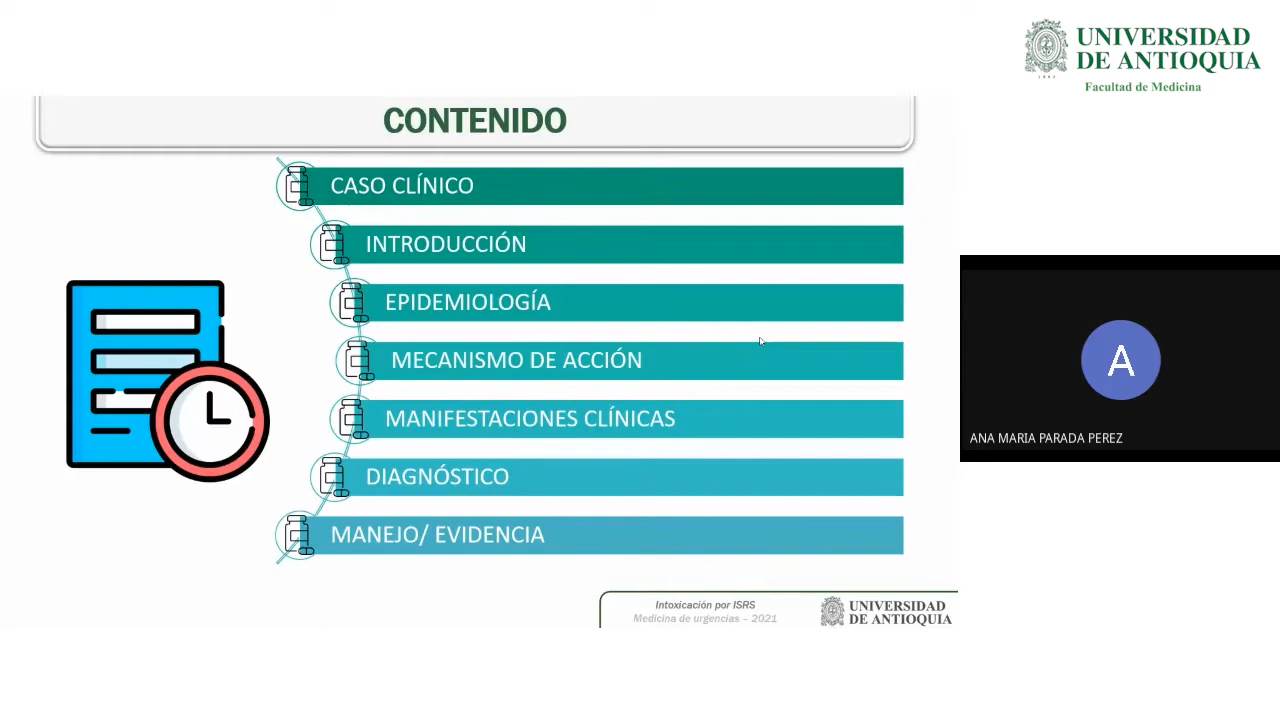 UNIVERSIDAD
DE ANTIOQUIA
1803
Facultad de Medicina
CONTENIDO
CASO CLÍNICO
INTRODUCCIÓN
EPIDEMIOLOGÍA
MECANISMO DE ACCIÓN
MANIFESTACIONES CLÍNICAS
DIAGNÓSTICO
MANEJO/ EVIDENCIA
A
ANA MARIA PARADA PEREZ
Intoxicación por ISRS
Medicina de urgencias – 2021
UNIVERSIDAD
DE ANTIOQUIA